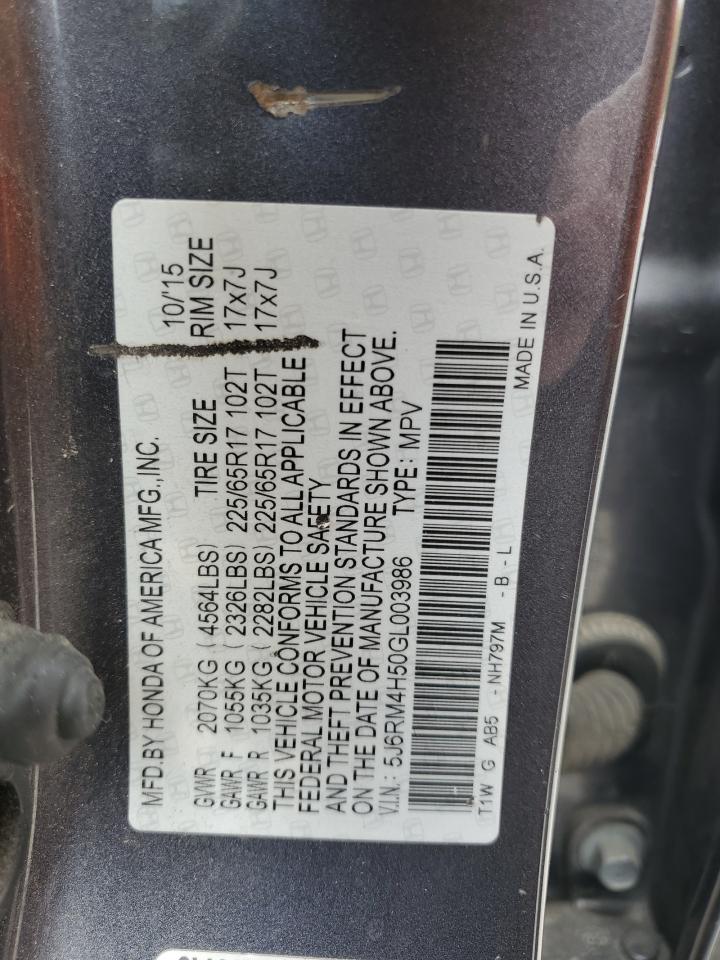 MFD.BY HONDA OF AMERICA MFG.,INC. 10/'15
GVWR 2070KG (4564LBS) TIRE SIZE RIM SIZE
GAWR F 1055KG (2326LBS) 225/65R17 102T 17x7J
GAWR R 1035KG (2282LBS) 225/65R17 102T 17x7J
THIS VEHICLE CONFORMS TO ALL APPLICABLE
FEDERAL MOTOR VEHICLE SAFETY
AND THEFT PREVENTION STANDARDS IN EFFECT
ON THE DATE OF MANUFACTURE SHOWN ABOVE.
V.I.N.: 5J6RM4H50GL003986 TYPE: MPV
T1W G AB5 -NH797M -B-L
MADE IN U.S.A.